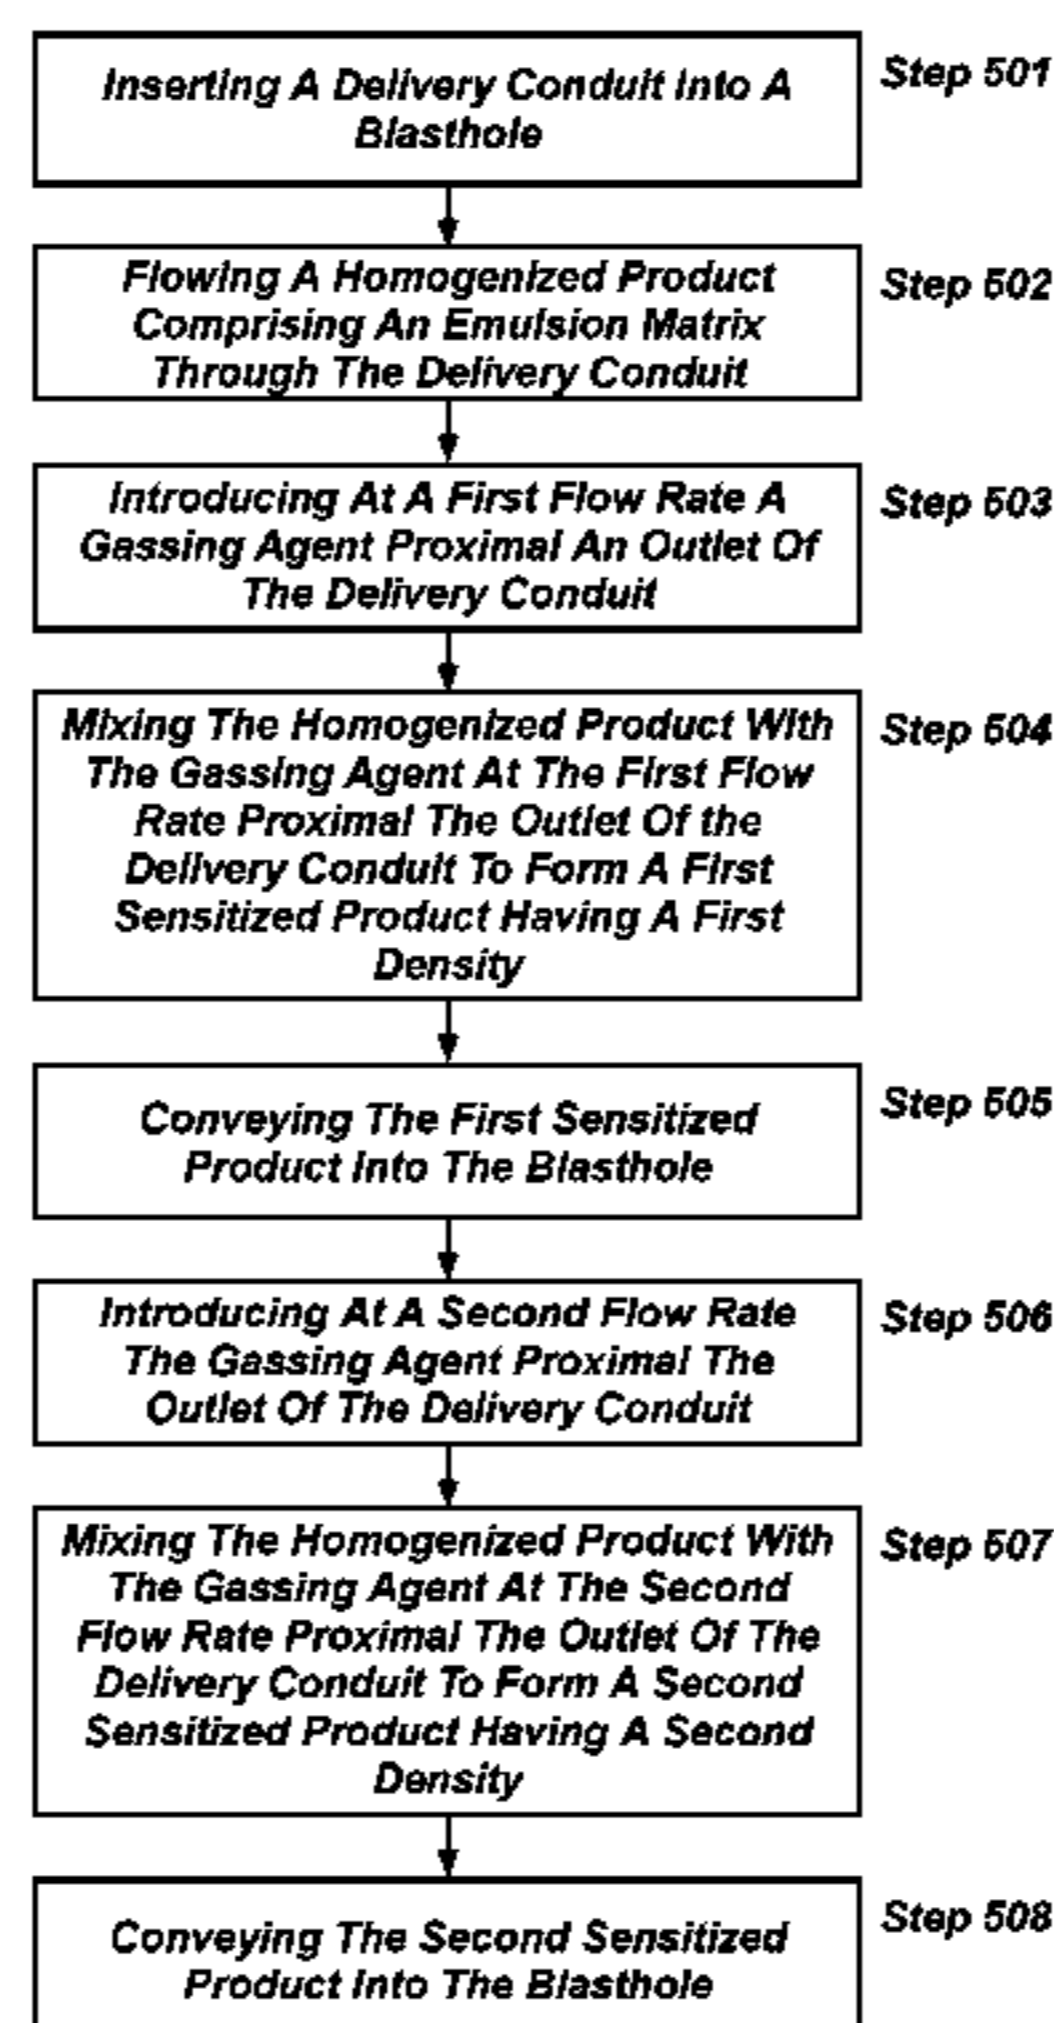 Inserting A Delivery Conduit Into A
Blasthole
Step 501
Flowing A Homogenized Product
Comprising An Emulsion Matrix
Through The Delivery Conduit
Step 502
Introducing At A First Flow Rate A
Gassing Agent Proximal An Outlet Of
The Delivery Conduit
Step 503
Mixing The Homogenized Product With
The Gassing Agent At The First Flow
Rate Proximal The Outlet Of the
Delivery Conduit To Form A First
Sensitized Product Having A First
Density
Step 504
Conveying The First Sensitized
Product Into The Blasthole
Step 505
Introducing At A Second Flow Rate
The Gassing Agent Proximal The
Outlet Of The Delivery Conduit
Step 506
Mixing The Homogenized Product With
The Gassing Agent At The Second
Flow Rate Proximal The Outlet Of The
Delivery Conduit To Form A Second
Sensitized Product Having A Second
Density
Step 507
Conveying The Second Sensitized
Product Into The Blasthole
Step 508